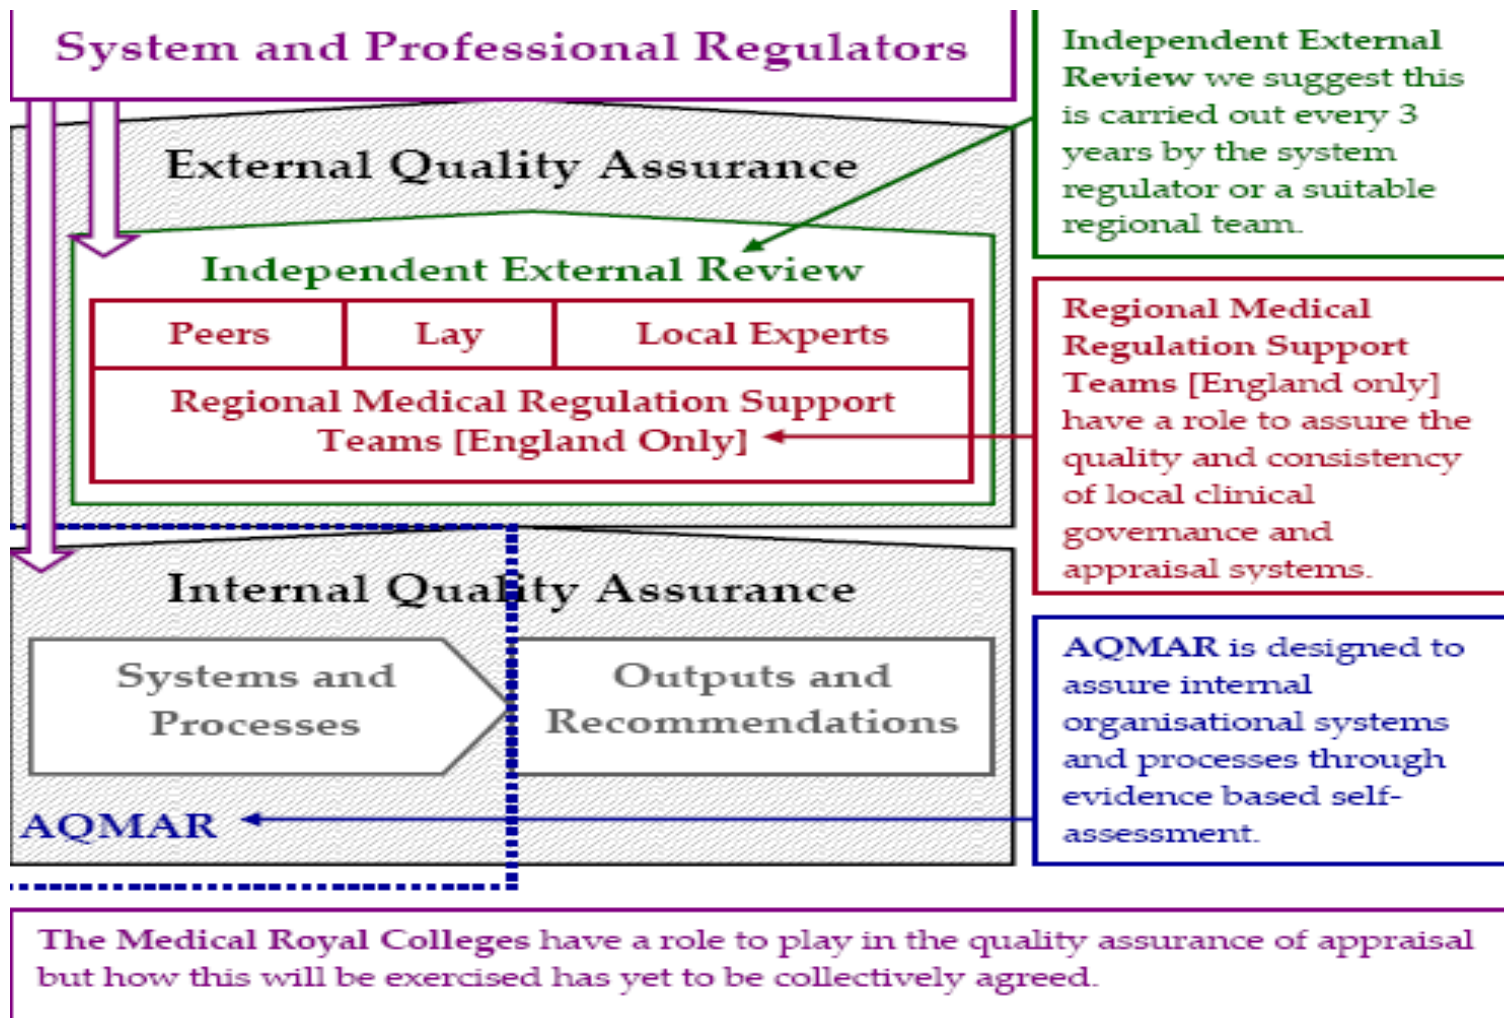 System and Professional Regulators
External Quality Assurance
Independent External Review
Peers
Lay
Local Experts
Regional Medical Regulation Support
Teams [England Only]
Internal Quality Assurance
Systems and
Processes
Outputs and
Recommendations
AQMAR
Independent External
Review we suggest this
is carried out every 3
years by the system
regulator or a suitable
regional team.
Regional Medical
Regulation Support
Teams [England only]
have a role to assure the
quality and consistency
of local clinical
governance and
appraisal systems.
AQMAR is designed to
assure internal
organisational systems
and processes through
evidence based self-
assessment.
The Medical Royal Colleges have a role to play in the quality assurance of appraisal
but how this will be exercised has yet to be collectively agreed.